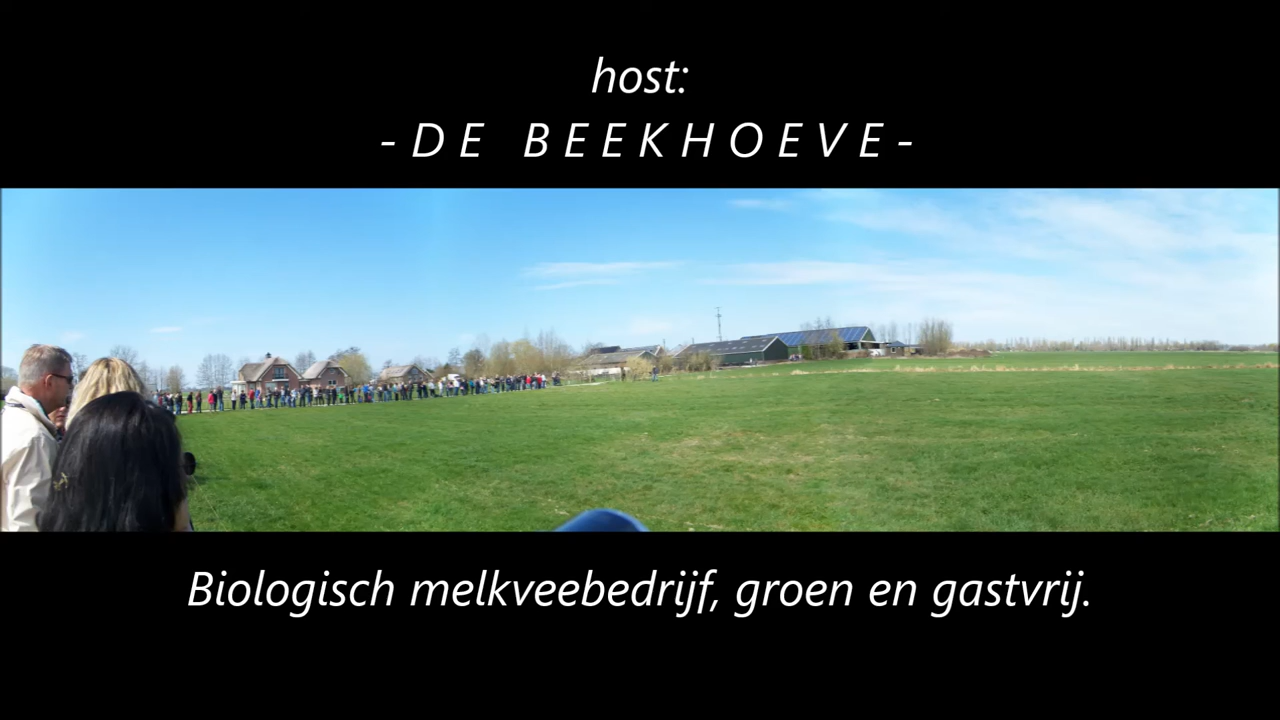 host:
- D E  B E E K H O E V E -
Biologisch melkveebedrijf, groen en gastvrij.